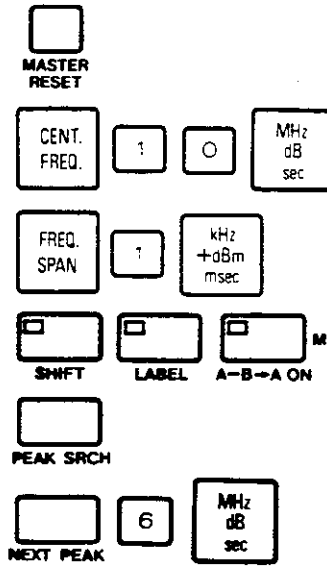 MASTER
RESET
CENT.
FREQ.
1
0
MHz
dB
sec
FREQ.
SPAN
1
kHz
+dBm
msec
SHIFT
LABEL
A-B→A ON
M
PEAK SRCH
NEXT PEAK
6
MHz
dB
sec